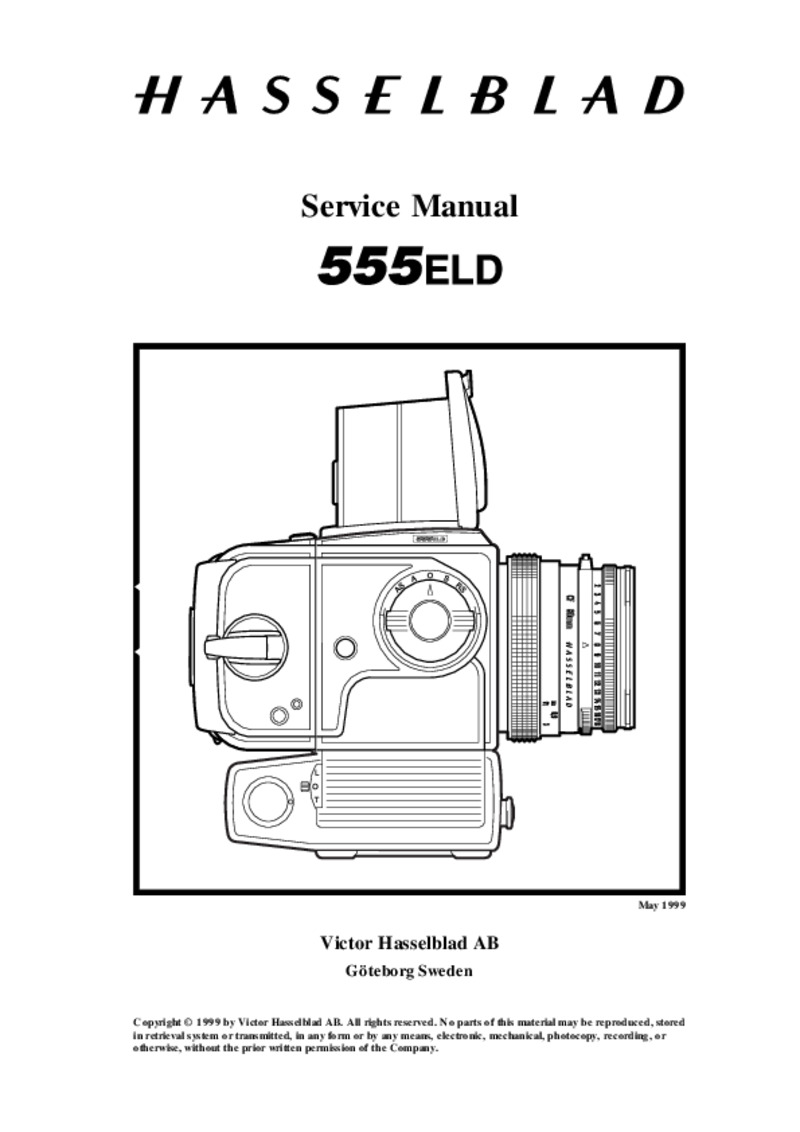 HASSELBLAD
Service Manual
555ELD
555ELD
AS A O S RS
CF
HASSELBLAD
L
O
T
May 1999
Victor Hasselblad AB
Göteborg Sweden
Copyright © 1999 by Victor Hasselblad AB. All rights reserved. No parts of this material may be reproduced, stored
in retrieval system or transmitted, in any form or by any means, electronic, mechanical, photocopy, recording, or
otherwise, without the prior written permission of the Company.